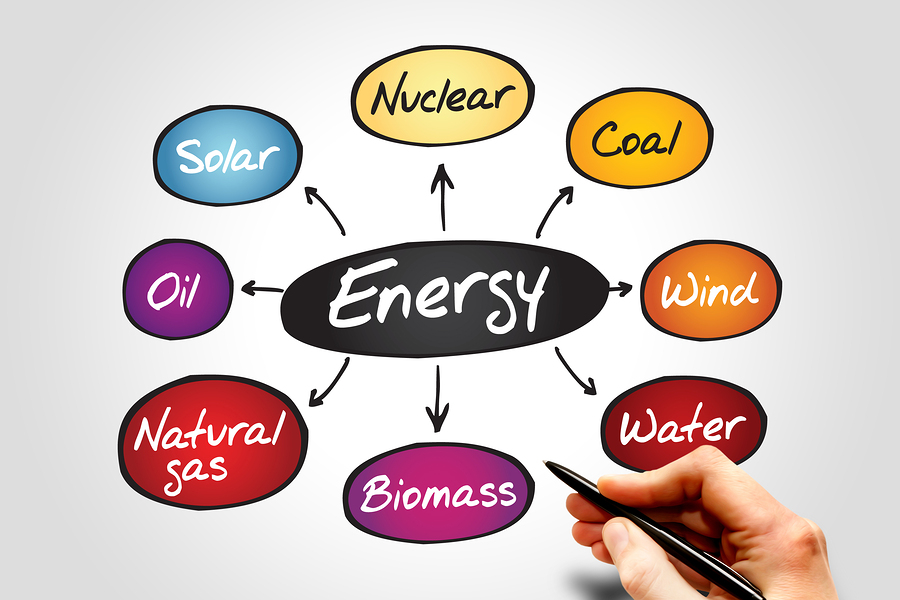 Nuclear
Coal
Solar
Energy
Oil
Wind
Natural
gas
Water
Biomass